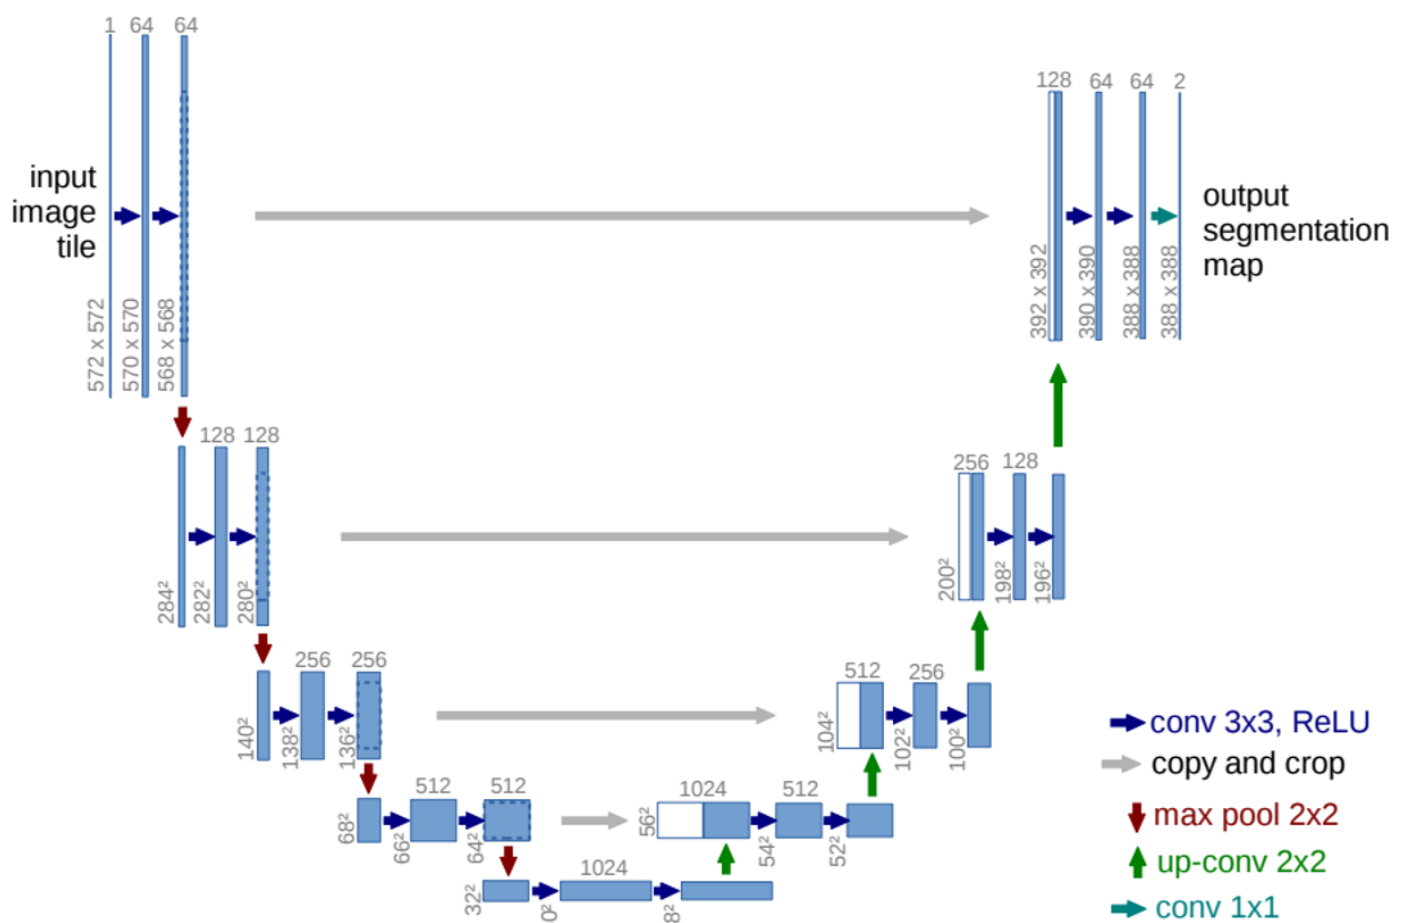 1 64 64
128
64 64 2
input
image
tile
output
segmentation
map
572 x 572
570 x 570
568 x 568
392 x 392
390 x 390
388 x 388
388 x 388
128 128
256 128
284²
282²
280²
200²
198²
196²
256 256
512 256
140²
138²
136²
104²
102²
100²
conv 3x3, ReLU
copy and crop
max pool 2x2
up-conv 2x2
conv 1x1
512 512
1024 512
68²
66²
64²
56²
54²
52²
1024
32²
0²
8²